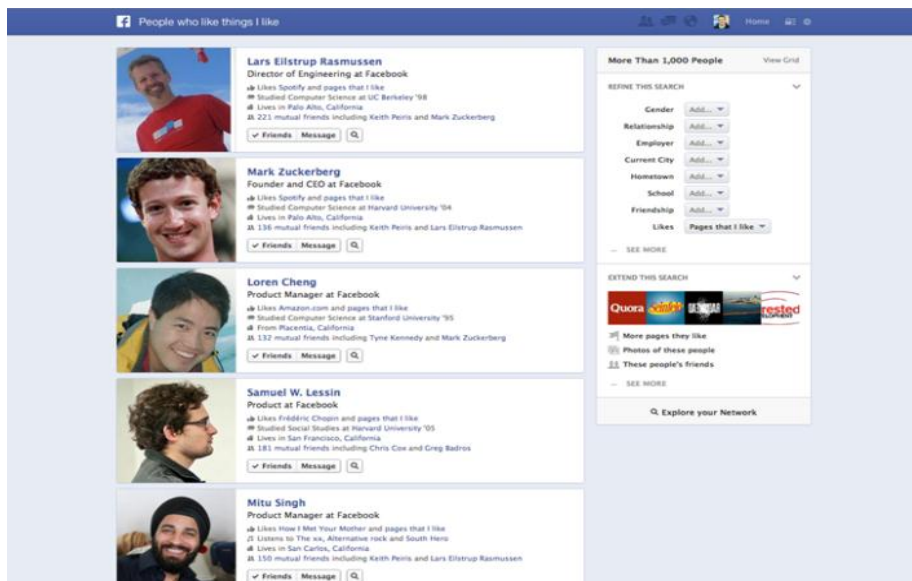 f People who like things I like
Home
Lars Eilstrup Rasmussen
Director of Engineering at Facebook
Likes Spotify and pages that I like
Studied Computer Science at UC Berkeley '98
Lives in Palo Alto, California
221 mutual friends including Keith Peiris and Mark Zuckerberg
Friends Message
Mark Zuckerberg
Founder and CEO at Facebook
Likes Spotify and pages that I like
Studied Computer Science at Harvard University '04
Lives in Palo Alto, California
136 mutual friends including Keith Peiris and Lars Eilstrup Rasmussen
Friends Message
Loren Cheng
Product Manager at Facebook
Likes Amazon.com and pages that I like
Studied Computer Science at Stanford University '95
From Placentia, California
132 mutual friends including Tyne Kennedy and Mark Zuckerberg
Friends Message
Samuel W. Lessin
Product at Facebook
Likes Frédéric Chopin and pages that I like
Studied Social Studies at Harvard University '05
Lives in San Francisco, California
181 mutual friends including Chris Cox and Greg Badros
Friends Message
Mitu Singh
Product Manager at Facebook
Likes How I Met Your Mother and pages that I like
Listens to The xx, Alternative rock and South Hero
Lives in San Carlos, California
150 mutual friends including Keith Peiris and Lars Eilstrup Rasmussen
Friends Message
More Than 1,000 People View Grid
REFINE THIS SEARCH
Gender Add...
Relationship Add...
Employer Add...
Current City Add...
Hometown Add...
School Add...
Friendship Add...
Likes Pages that I like
... SEE MORE
EXTEND THIS SEARCH
Quora Seinfeld rested
More pages they like
Photos of these people
These people's friends
... SEE MORE
Explore your Network